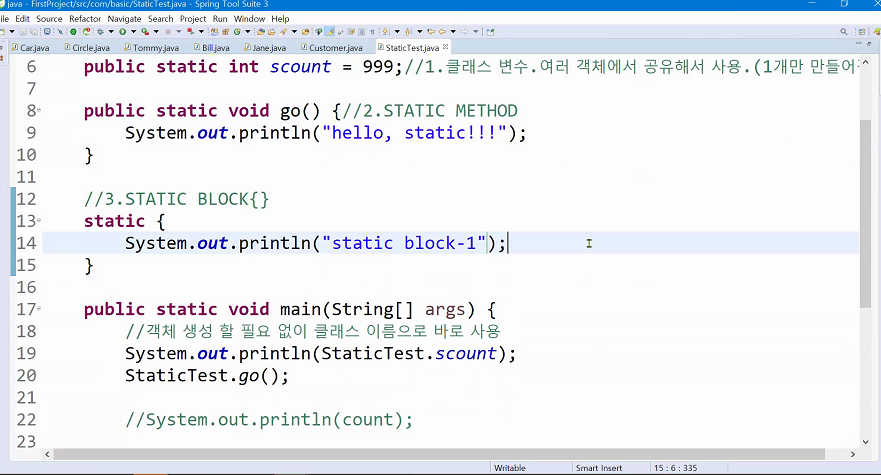 java - FirstProject/src/com/basic/StaticTest.java - Spring Tool Suite 3
Edit Source Refactor Navigate Search Project Run Window Help
Car.java Circle.java Tommy.java Bill.java Jane.java Customer.java StaticTest.java
6 public static int scount = 999;//1.클래스 변수.여러 객체에서 공유해서 사용.(1개만 만들어
7
8 public static void go() {//2.STATIC METHOD
9 System.out.println("hello, static!!!");
10 }
11
12 //3.STATIC BLOCK{}
13 static {
14 System.out.println("static block-1");
15 }
16
17 public static void main(String[] args) {
18 //객체 생성 할 필요 없이 클래스 이름으로 바로 사용
19 System.out.println(StaticTest.scount);
20 StaticTest.go();
21
22 //System.out.println(count);
23
Writable Smart Insert 15 : 6 : 335